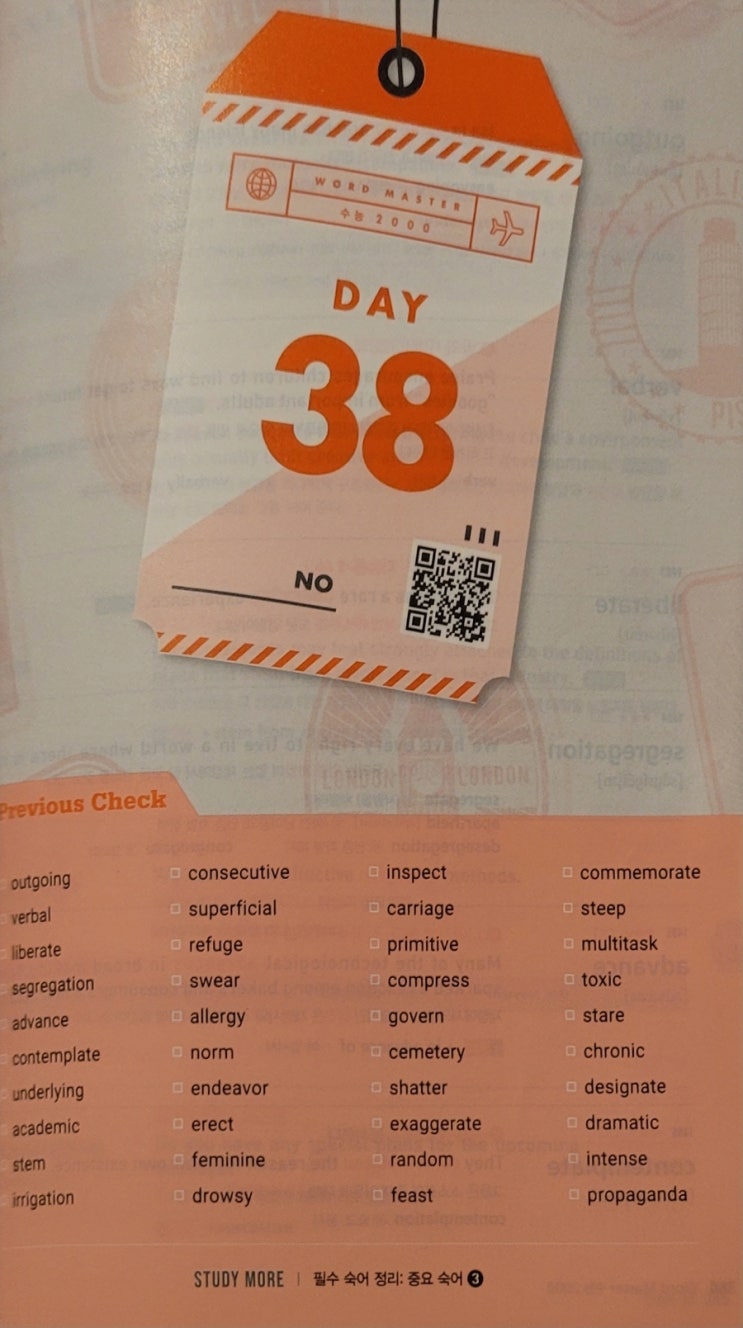 WORD MASTER
수능 2000
DAY
38
NO
Previous Check
outgoing
verbal
liberate
segregation
advance
contemplate
underlying
academic
stem
irrigation
consecutive
superficial
refuge
swear
allergy
norm
endeavor
erect
feminine
drowsy
inspect
carriage
primitive
compress
govern
cemetery
shatter
exaggerate
random
feast
commemorate
steep
multitask
toxic
stare
chronic
designate
dramatic
intense
propaganda
STUDY MORE | 필수 숙어 정리: 중요 숙어 3